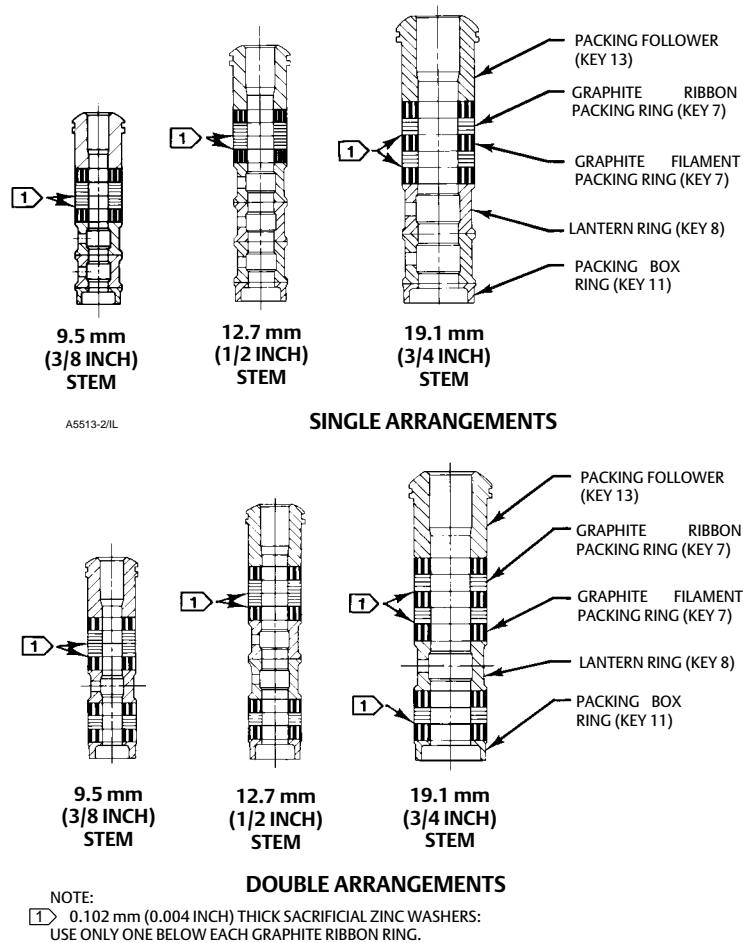 PACKING FOLLOWER
(KEY 13)
GRAPHITE RIBBON
PACKING RING (KEY 7)
1
1
1
GRAPHITE FILAMENT
PACKING RING (KEY 7)
LANTERN RING (KEY 8)
PACKING BOX
RING (KEY 11)
9.5 mm
(3/8 INCH)
STEM
12.7 mm
(1/2 INCH)
STEM
19.1 mm
(3/4 INCH)
STEM
A5513-2/IL
SINGLE ARRANGEMENTS
PACKING FOLLOWER
(KEY 13)
GRAPHITE RIBBON
PACKING RING (KEY 7)
1
1
1
GRAPHITE FILAMENT
PACKING RING (KEY 7)
LANTERN RING (KEY 8)
1
PACKING BOX
RING (KEY 11)
9.5 mm
(3/8 INCH)
STEM
12.7 mm
(1/2 INCH)
STEM
19.1 mm
(3/4 INCH)
STEM
DOUBLE ARRANGEMENTS
NOTE:
1 0.102 mm (0.004 INCH) THICK SACRIFICIAL ZINC WASHERS:
USE ONLY ONE BELOW EACH GRAPHITE RIBBON RING.